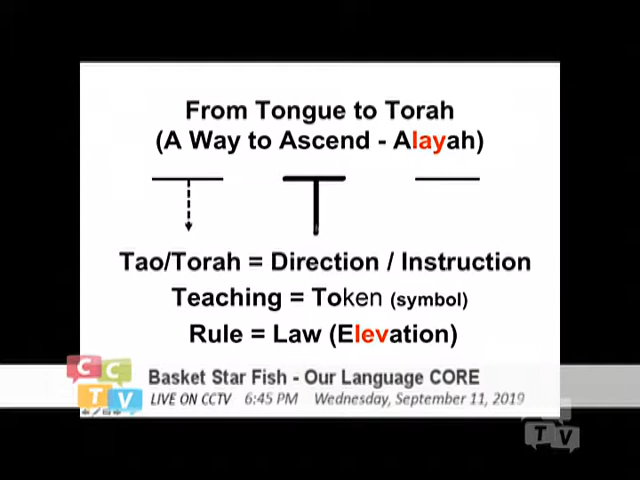 From Tongue to Torah
(A Way to Ascend - Alayah)
T
Tao/Torah = Direction / Instruction
Teaching = Token (symbol)
Rule = Law (Elevation)
CCTV
Basket Star Fish - Our Language CORE
LIVE ON CCTV 6:45 PM Wednesday, September 11, 2019
TV